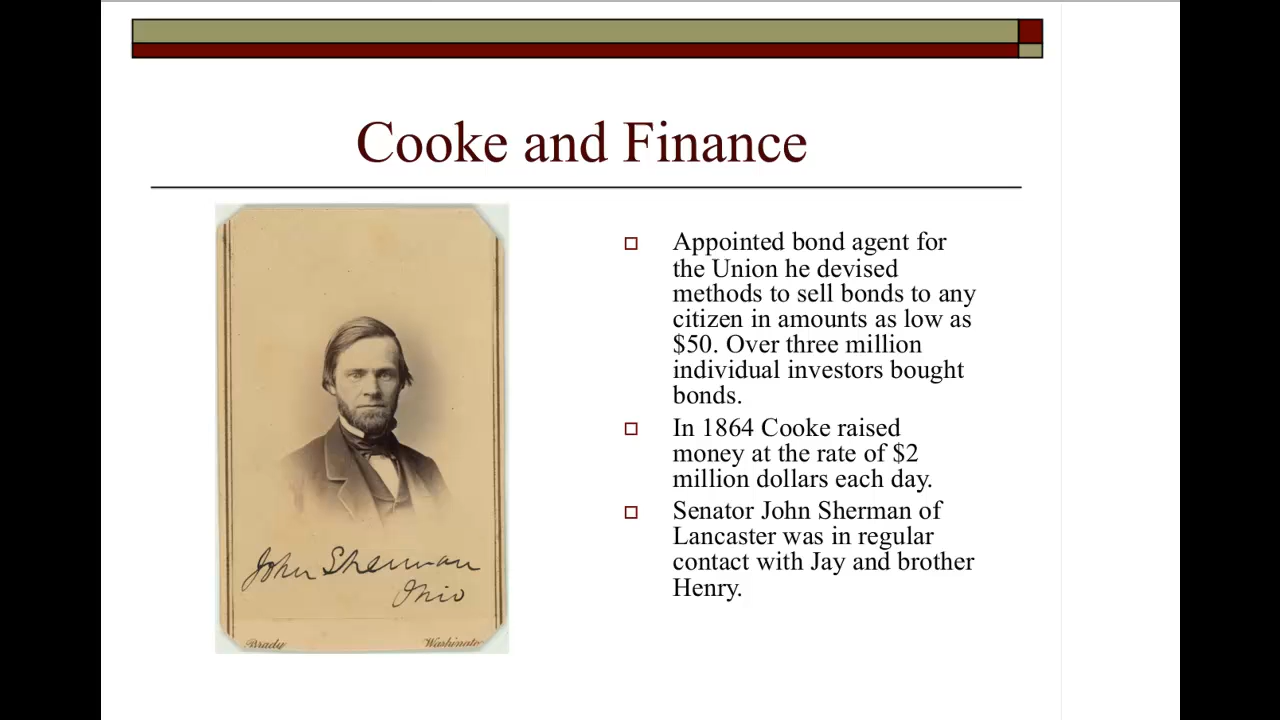 Cooke and Finance
Appointed bond agent for
the Union he devised
methods to sell bonds to any
citizen in amounts as low as
$50. Over three million
individual investors bought
bonds.
In 1864 Cooke raised
money at the rate of $2
million dollars each day.
Senator John Sherman of
Lancaster was in regular
contact with Jay and brother
Henry.
John Sherman
Ohio
Brady